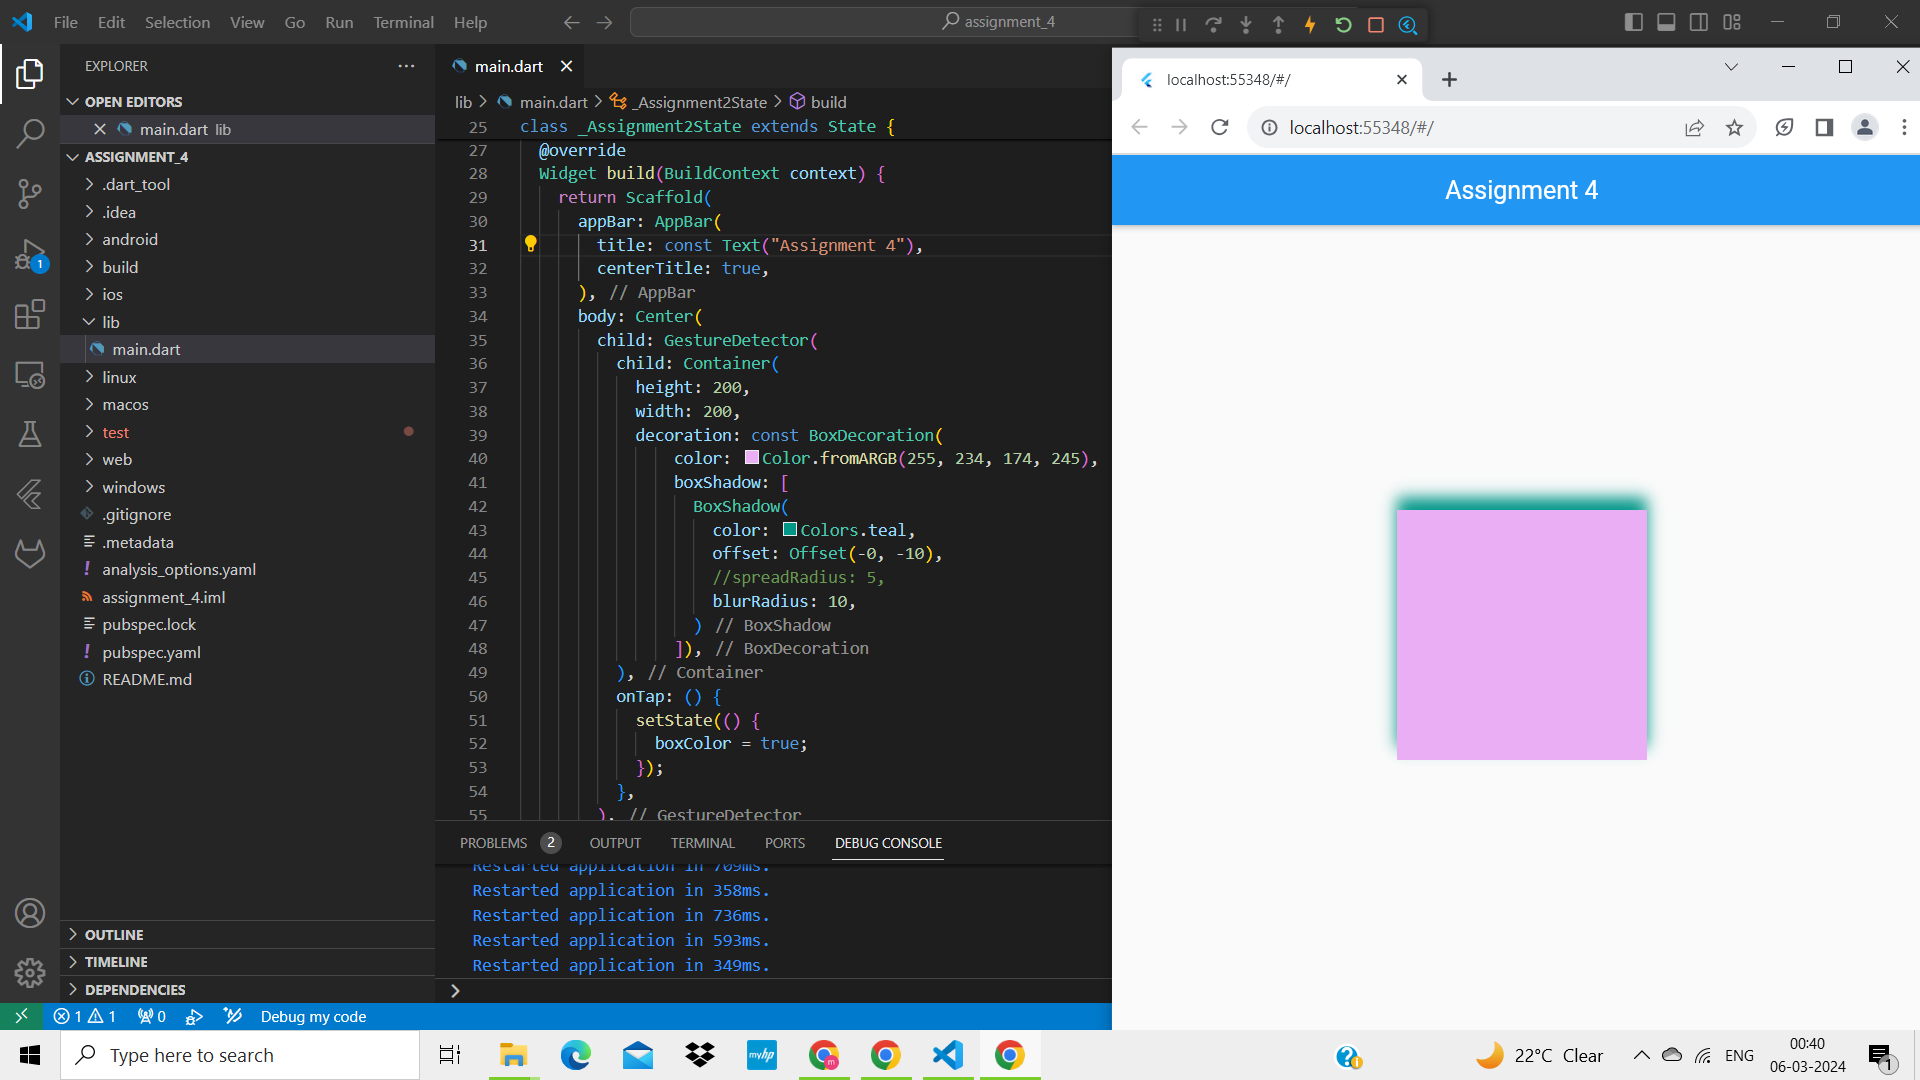 File Edit Selection View Go Run Terminal Help
assignment_4
EXPLORER
OPEN EDITORS
main.dart lib
ASSIGNMENT_4
.dart_tool
.idea
android
build
ios
lib
main.dart
linux
macos
test
web
windows
.gitignore
.metadata
analysis_options.yaml
assignment_4.iml
pubspec.lock
pubspec.yaml
README.md
OUTLINE
TIMELINE
DEPENDENCIES
1
main.dart
lib > main.dart > _Assignment2State > build
25 class _Assignment2State extends State {
27 @override
28 Widget build(BuildContext context) {
29 return Scaffold(
30 appBar: AppBar(
31 title: const Text("Assignment 4"),
32 centerTitle: true,
33 ), // AppBar
34 body: Center(
35 child: GestureDetector(
36 child: Container(
37 height: 200,
38 width: 200,
39 decoration: const BoxDecoration(
40 color: Color.fromARGB(255, 234, 174, 245),
41 boxShadow: [
42 BoxShadow(
43 color: Colors.teal,
44 offset: Offset(-0, -10),
45 //spreadRadius: 5,
46 blurRadius: 10,
47 ) // BoxShadow
48 ]), // BoxDecoration
49 ), // Container
50 onTap: () {
51 setState(() {
52 boxColor = true;
53 });
54 },
55 ), // GestureDetector
PROBLEMS 2 OUTPUT TERMINAL PORTS DEBUG CONSOLE
Restarted application in 709ms.
Restarted application in 358ms.
Restarted application in 736ms.
Restarted application in 593ms.
Restarted application in 349ms.
>
1 1 0 Debug my code
localhost:55348/#/
localhost:55348/#/
Assignment 4
Type here to search
myhp
m
22°C Clear
ENG
00:40
06-03-2024
1